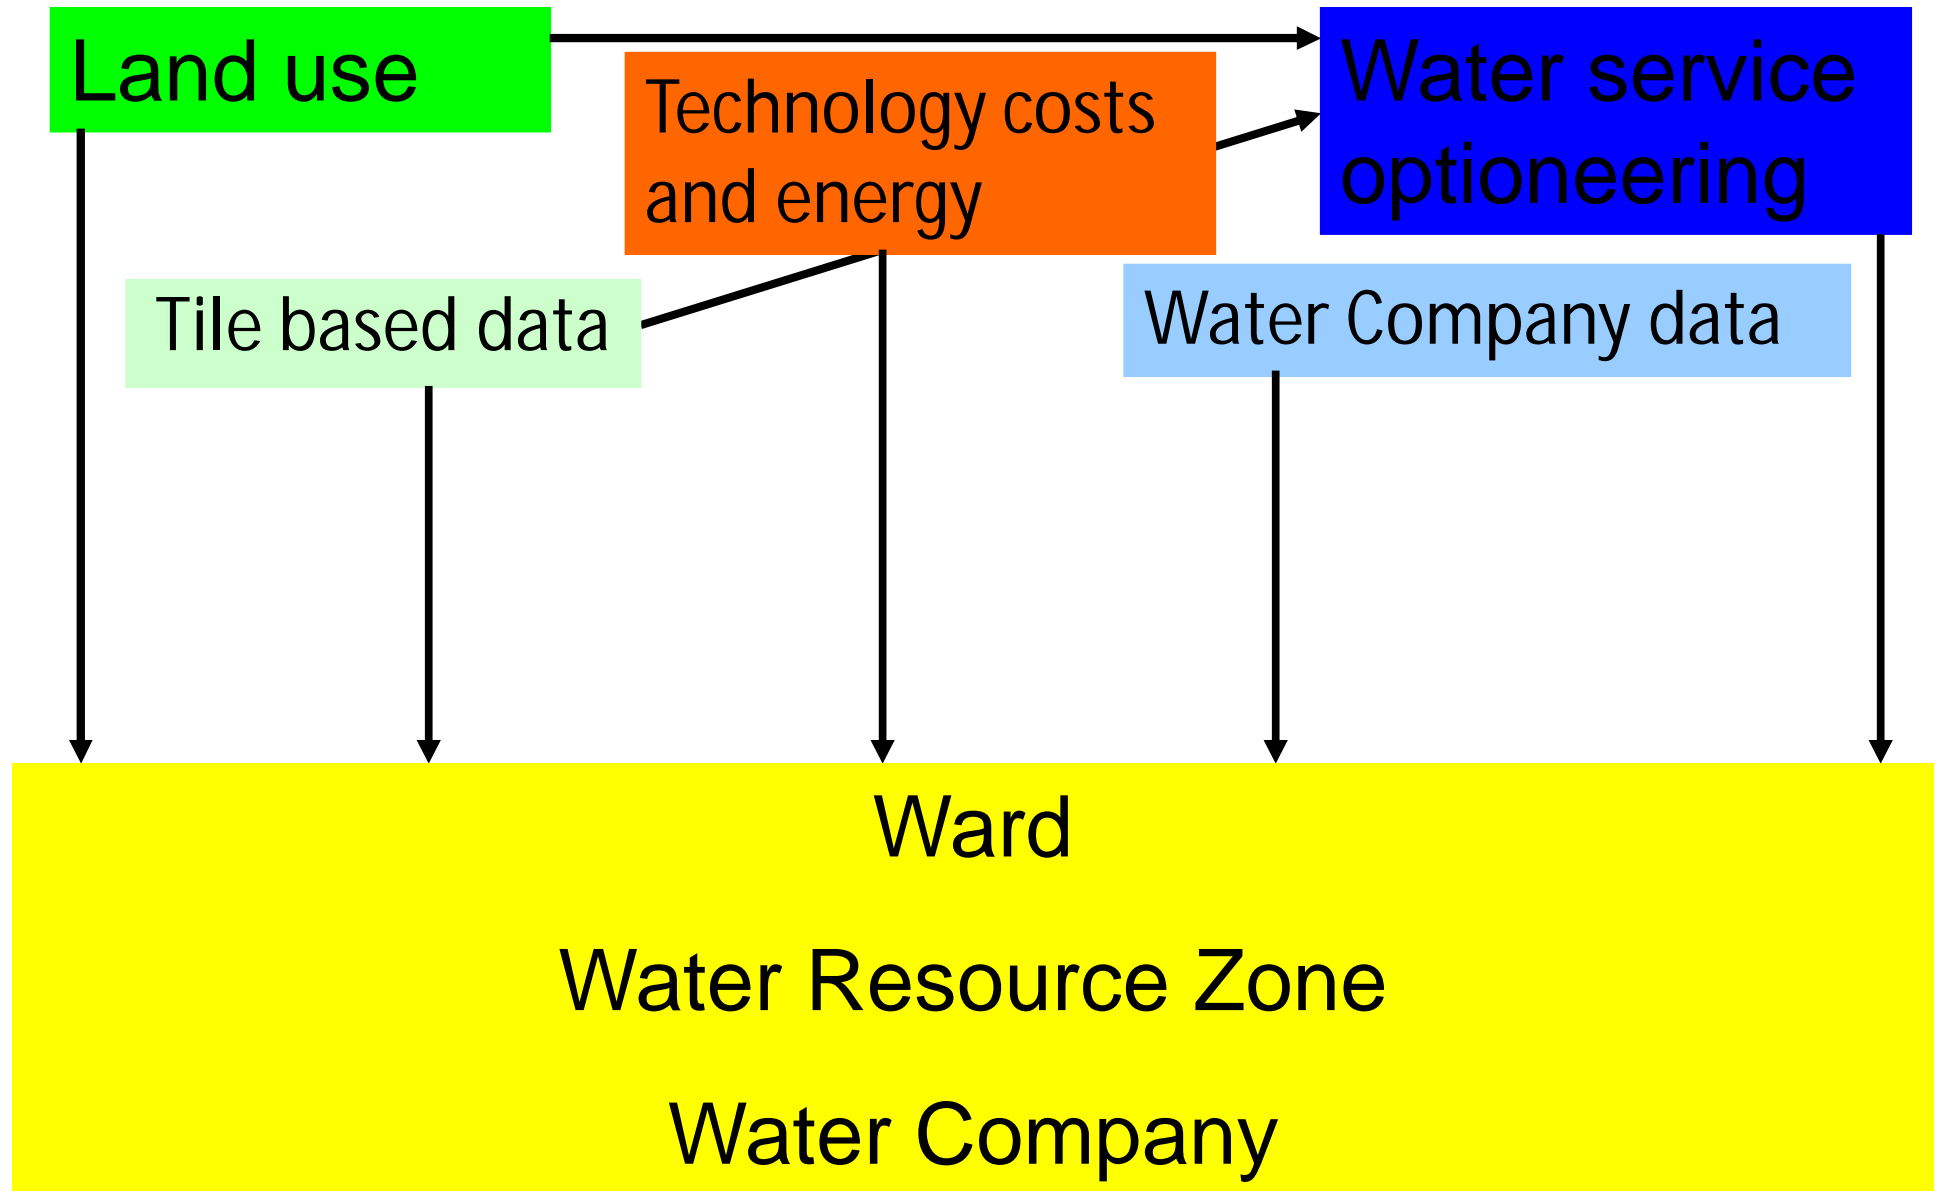 Land use
Technology costs
and energy
Water service
optioneering
Tile based data
Water Company data
Ward
Water Resource Zone
Water Company